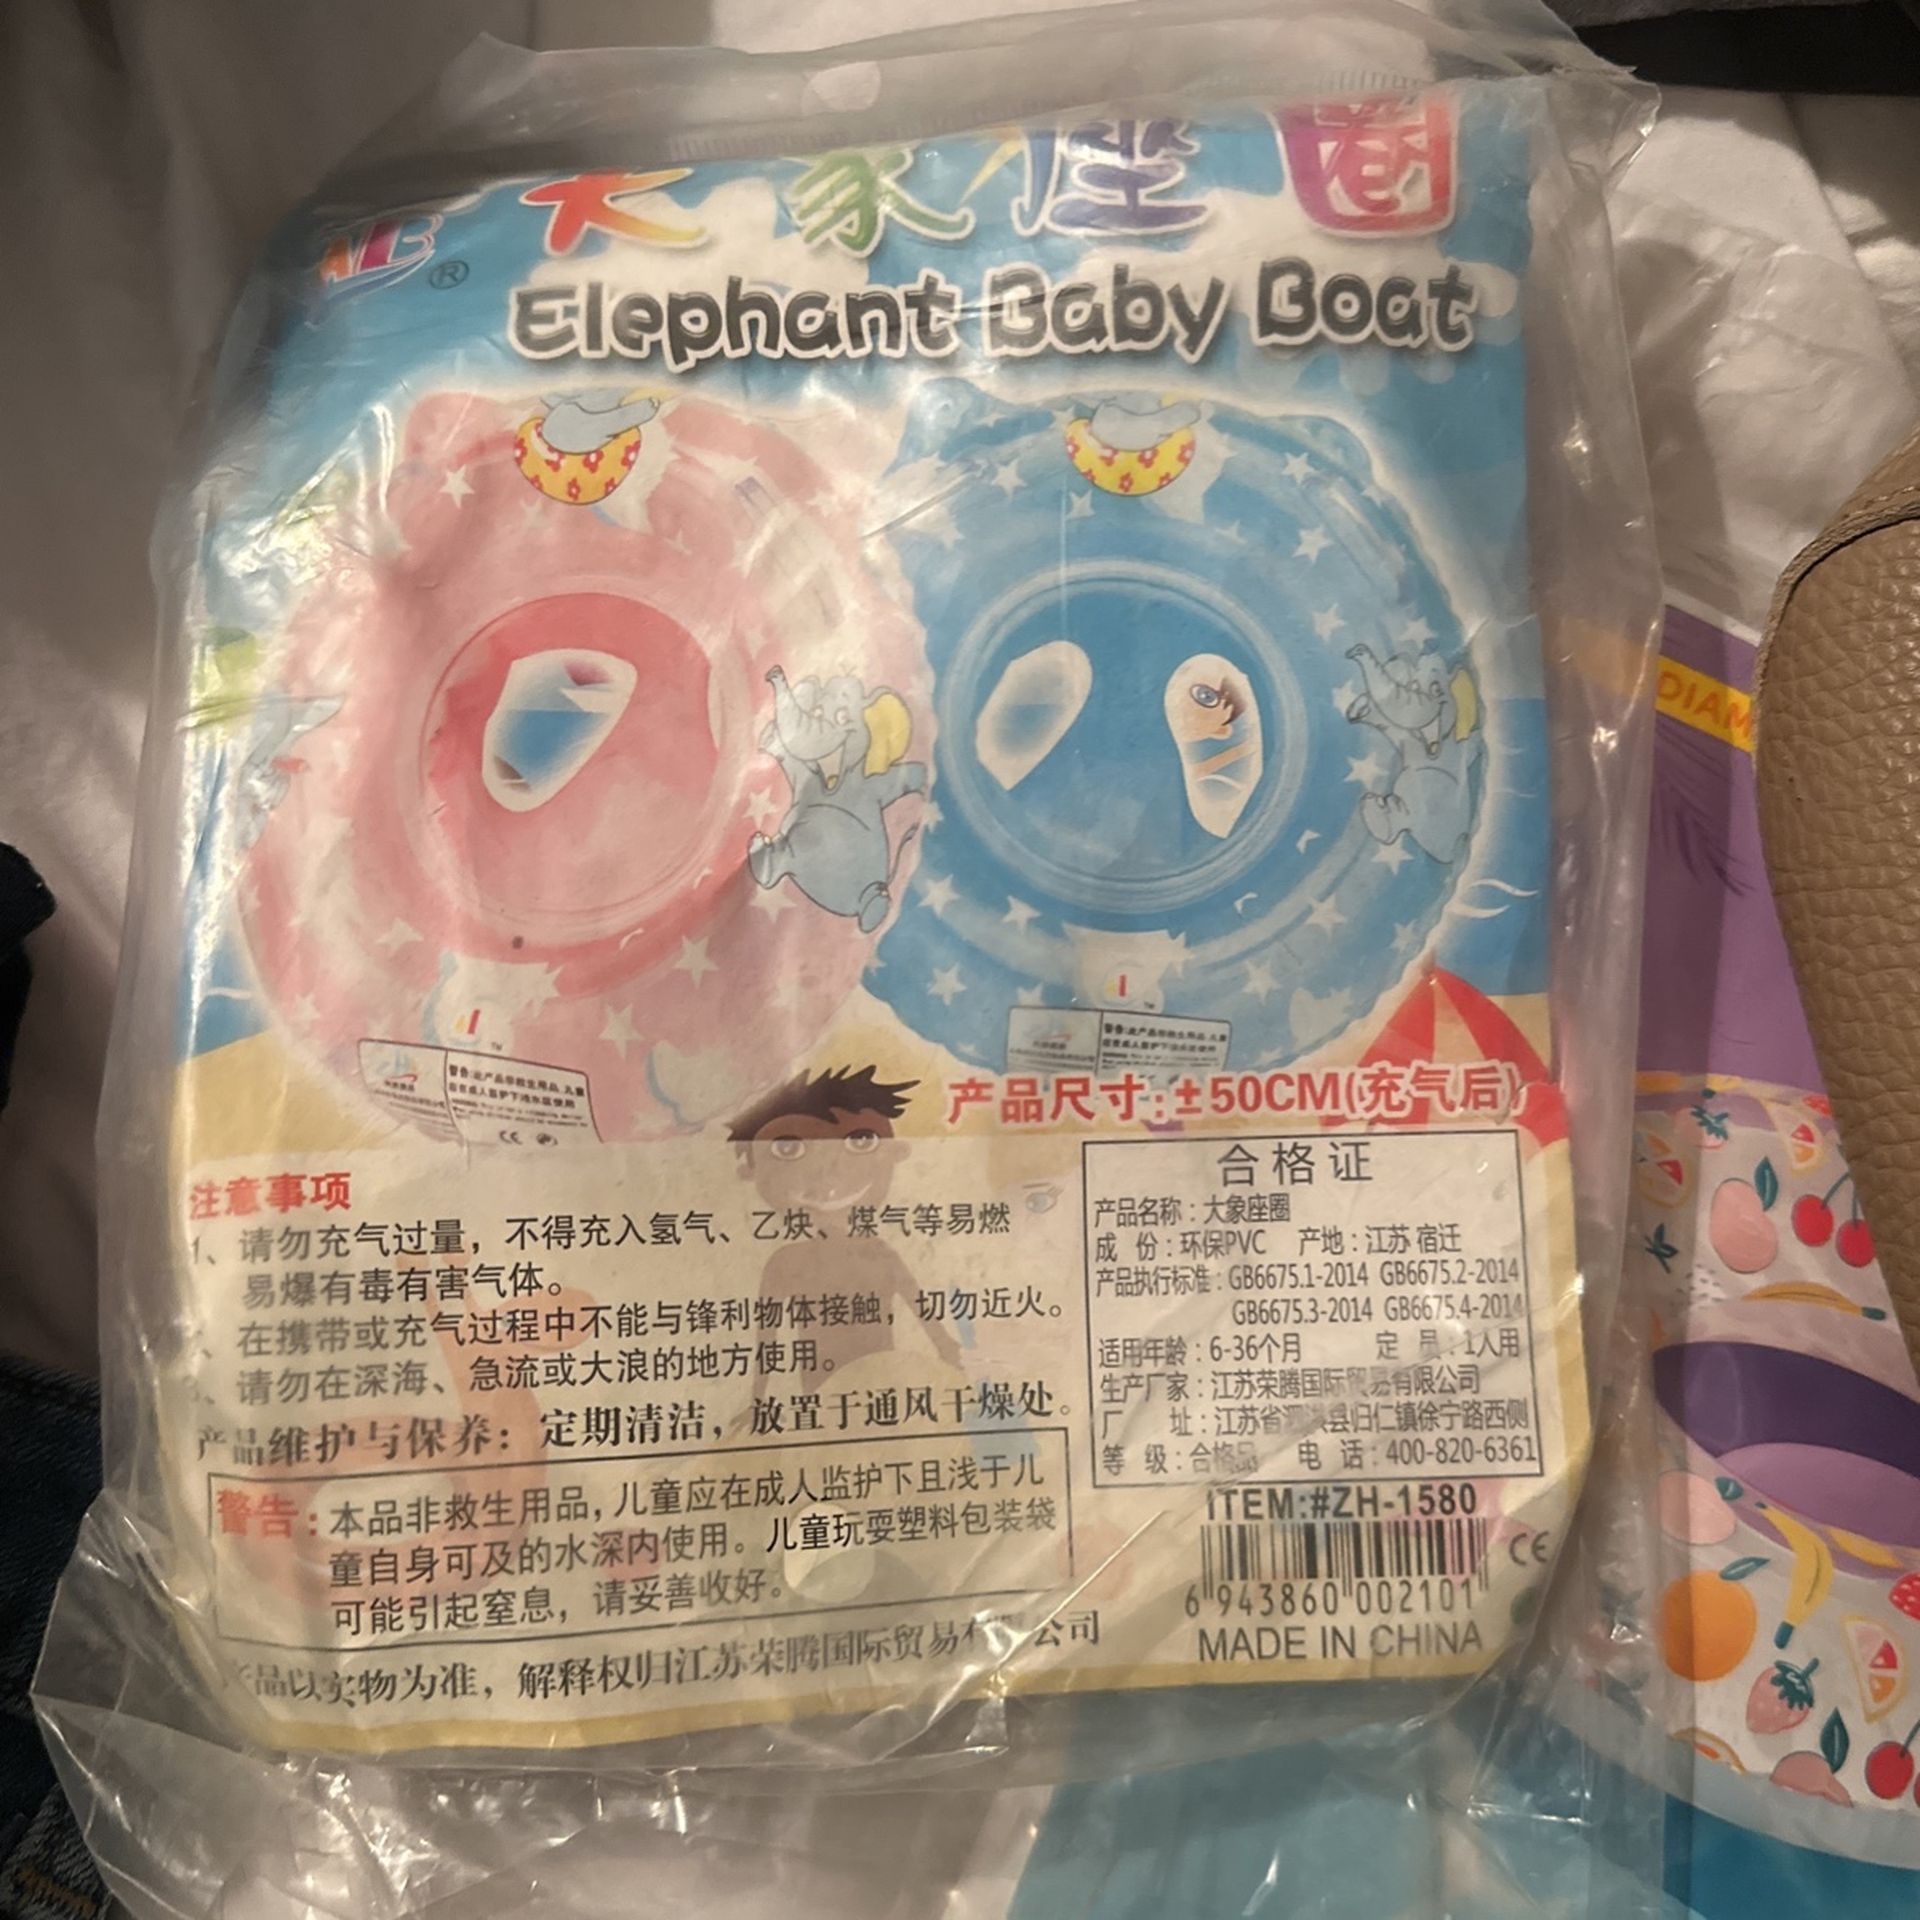 大象座圈
®
Elephant Baby Boat
产品尺寸:±50CM(充气后)
注意事项
1、请勿充气过量，不得充入氢气、乙炔、煤气等易燃
易爆有毒有害气体。
、在携带或充气过程中不能与锋利物体接触，切勿近火。
、请勿在深海、急流或大浪的地方使用。
产品维护与保养：定期清洁，放置于通风干燥处。
警告:本品非救生用品,儿童应在成人监护下且浅于儿
童自身可及的水深内使用。儿童玩耍塑料包装袋
可能引起窒息，请妥善收好。
品以实物为准，解释权归江苏荣腾国际贸易 公司
合格证
产品名称:大象座圈
成 份:环保PVC 产地:江苏 宿迁
产品执行标准:GB6675.1-2014 GB6675.2-2014
GB6675.3-2014 GB6675.4-2014
适用年龄:6-36个月 定 员:1人用
生产厂家:江苏荣腾国际贸易有限公司
厂 址:江苏省泗洪县归仁镇徐宁路西侧
等 级:合格品 电 话:400-820-6361
ITEM:#ZH-1580
6 943860 002101
CE
MADE IN CHINA
DIAM